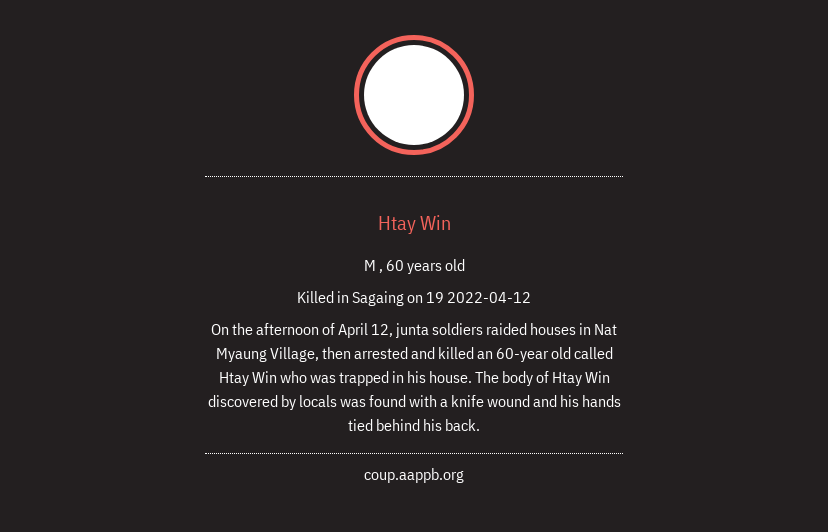 Htay Win
M , 60 years old
Killed in Sagaing on 19 2022-04-12
On the afternoon of April 12, junta soldiers raided houses in Nat
Myaung Village, then arrested and killed an 60-year old called
Htay Win who was trapped in his house. The body of Htay Win
discovered by locals was found with a knife wound and his hands
tied behind his back.
coup.aappb.org